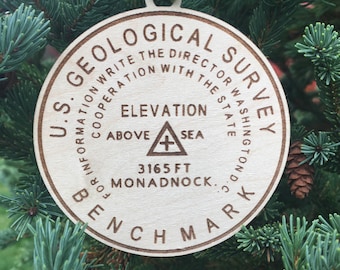 U.S. GEOLOGICAL SURVEY
FOR INFORMATION WRITE THE DIRECTOR WASHINGTON D.C.
COOPERATION WITH THE STATE
ELEVATION
ABOVE SEA
3165 FT
MONADNOCK.
BENCHMARK